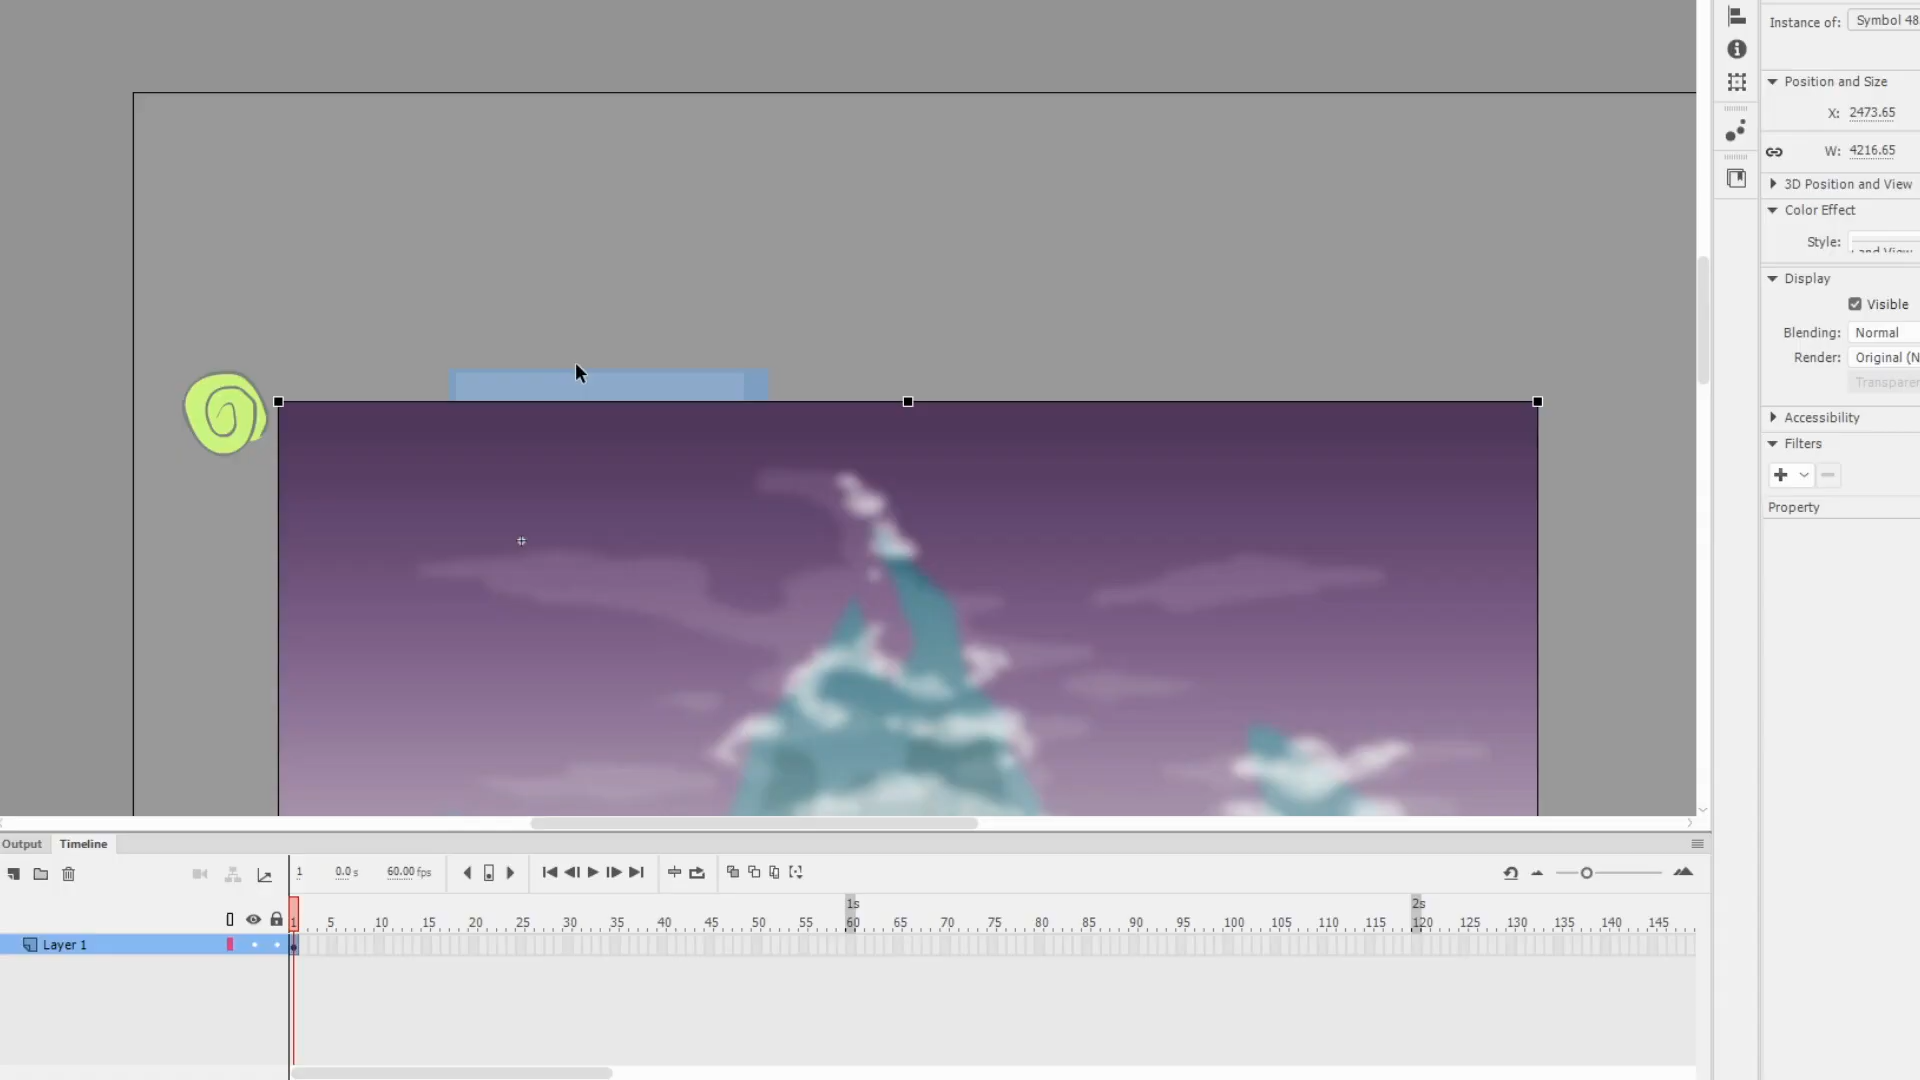 Instance of: Symbol 48
Position and Size
X: 2473.65
W: 4216.65
3D Position and View
Color Effect
Style:
Display
Visible
Blending: Normal
Render: Original (N
Transparen
Accessibility
Filters
Property
Output Timeline
1 0.0 s 60.00 fps
1s 2s
1 5 10 15 20 25 30 35 40 45 50 55 60 65 70 75 80 85 90 95 100 105 110 115 120 125 130 135 140 145
Layer 1